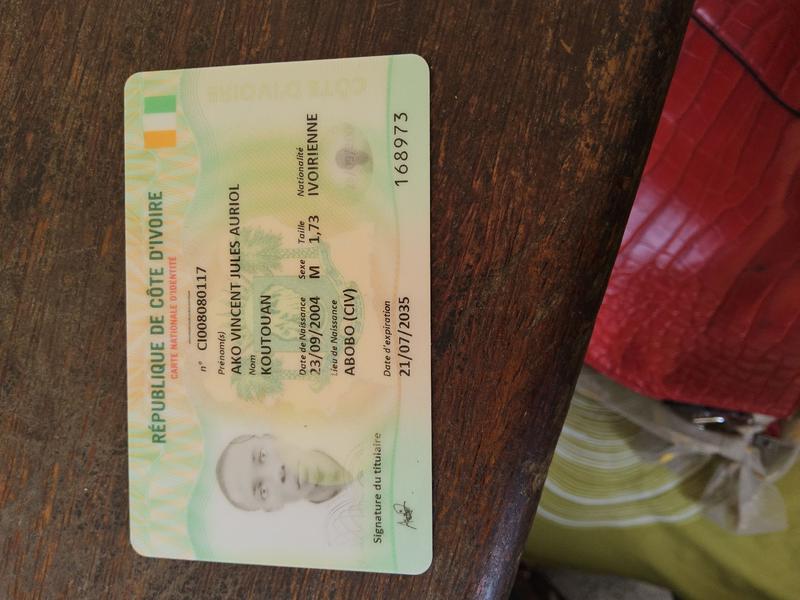 RÉPUBLIQUE DE CÔTE D'IVOIRE
CARTE NATIONALE D'IDENTITÉ
CÔTE D'IVOIRE
n° CI008080117
Prénom(s)
AKO VINCENT JULES AURIOL
Nom
KOUTOUAN
Date de Naissance Sexe Taille Nationalité
23/09/2004 M 1,73 IVOIRIENNE
Lieu de Naissance
ABOBO (CIV)
Signature du titulaire
Date d'expiration
21/07/2035
168973